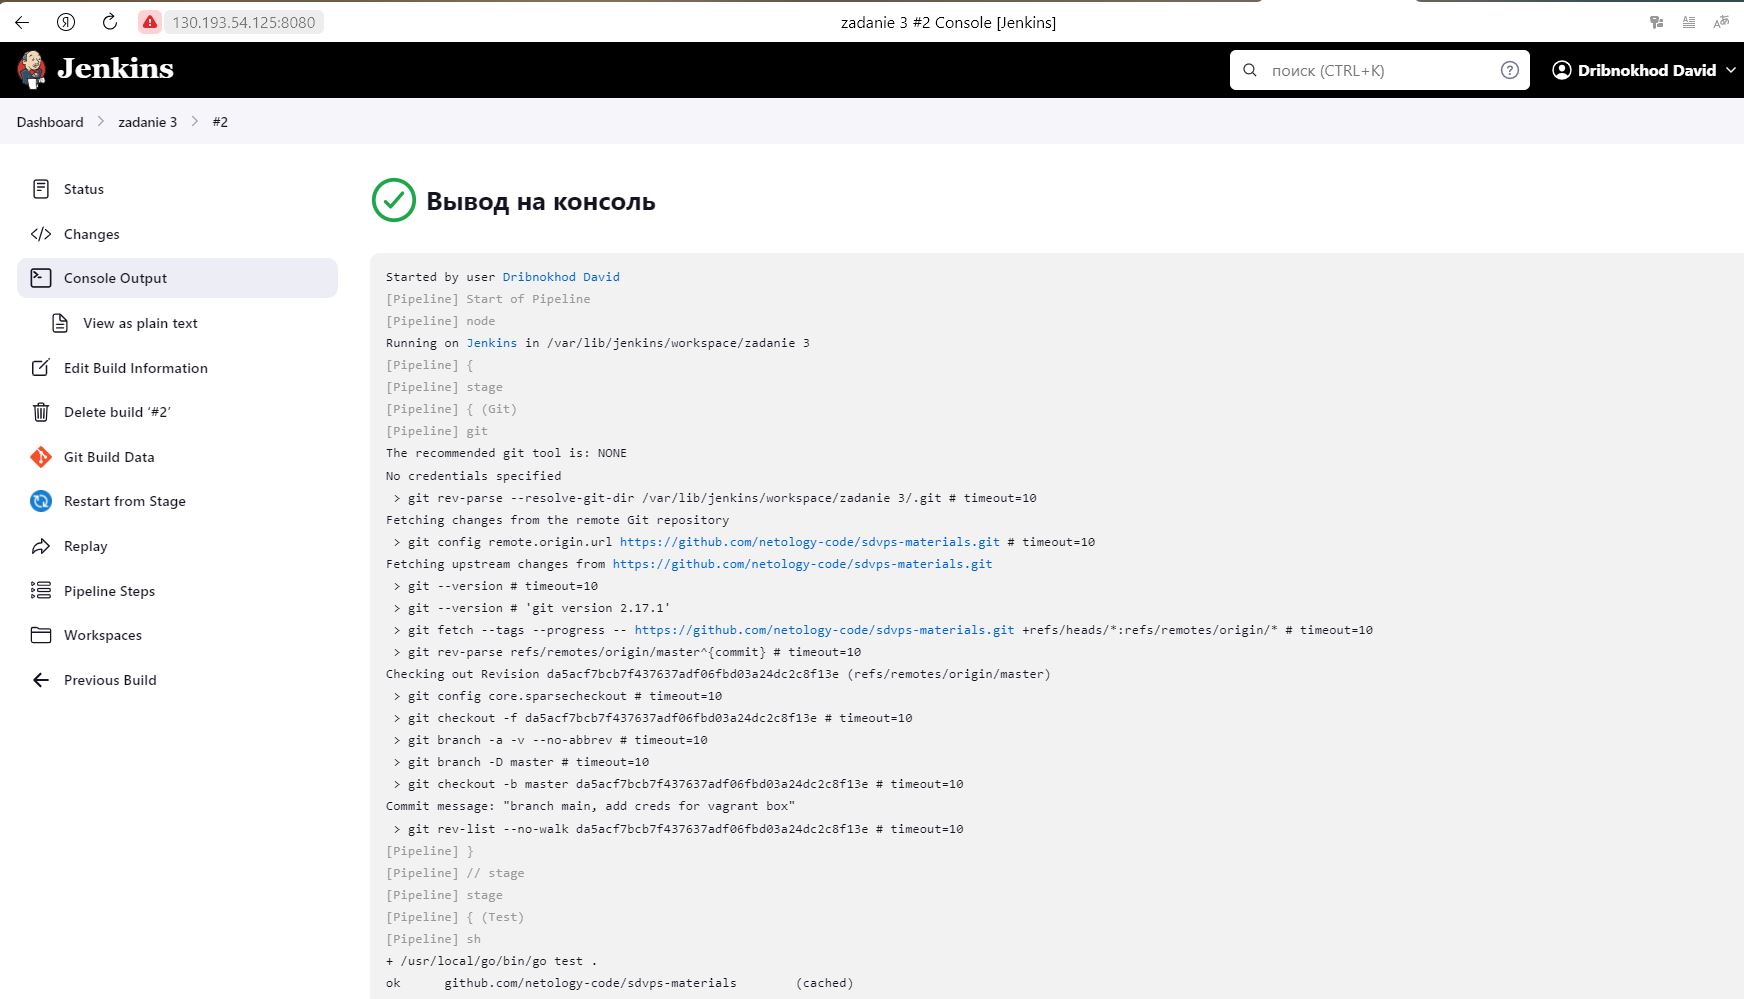 130.193.54.125:8080
zadanie 3 #2 Console [Jenkins]
Jenkins
поиск (CTRL+K)
Dribnokhod David
Dashboard > zadanie 3 > #2
Status
Changes
Console Output
View as plain text
Edit Build Information
Delete build ‘#2’
Git Build Data
Restart from Stage
Replay
Pipeline Steps
Workspaces
Previous Build
Вывод на консоль
Started by user Dribnokhod David
[Pipeline] Start of Pipeline
[Pipeline] node
Running on Jenkins in /var/lib/jenkins/workspace/zadanie 3
[Pipeline] {
[Pipeline] stage
[Pipeline] { (Git)
[Pipeline] git
The recommended git tool is: NONE
No credentials specified
> git rev-parse --resolve-git-dir /var/lib/jenkins/workspace/zadanie 3/.git # timeout=10
Fetching changes from the remote Git repository
> git config remote.origin.url https://github.com/netology-code/sdvps-materials.git # timeout=10
Fetching upstream changes from https://github.com/netology-code/sdvps-materials.git
> git --version # timeout=10
> git --version # 'git version 2.17.1'
> git fetch --tags --progress -- https://github.com/netology-code/sdvps-materials.git +refs/heads/*:refs/remotes/origin/* # timeout=10
> git rev-parse refs/remotes/origin/master^{commit} # timeout=10
Checking out Revision da5acf7bcb7f437637adf06fbd03a24dc2c8f13e (refs/remotes/origin/master)
> git config core.sparsecheckout # timeout=10
> git checkout -f da5acf7bcb7f437637adf06fbd03a24dc2c8f13e # timeout=10
> git branch -a -v --no-abbrev # timeout=10
> git branch -D master # timeout=10
> git checkout -b master da5acf7bcb7f437637adf06fbd03a24dc2c8f13e # timeout=10
Commit message: "branch main, add creds for vagrant box"
> git rev-list --no-walk da5acf7bcb7f437637adf06fbd03a24dc2c8f13e # timeout=10
[Pipeline] }
[Pipeline] // stage
[Pipeline] stage
[Pipeline] { (Test)
[Pipeline] sh
+ /usr/local/go/bin/go test .
ok github.com/netology-code/sdvps-materials (cached)